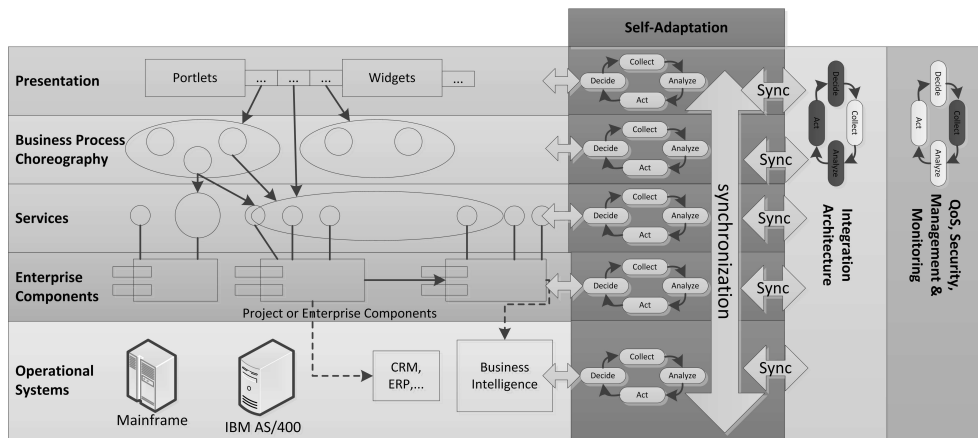 Self-Adaptation
Presentation
Portlets
...
...
...
Widgets
...
Collect
Decide
Analyze
Act
Sync
Business Process
Choreography
Collect
Decide
Analyze
Act
Sync
Services
Collect
Decide
Analyze
Act
Sync
Enterprise
Components
Project or Enterprise Components
Collect
Decide
Analyze
Act
Sync
Operational
Systems
Mainframe
IBM AS/400
CRM,
ERP,...
Business
Intelligence
Collect
Decide
Analyze
Act
Sync
synchronization
Decide
Collect
Act
Analyze
Integration
Architecture
Decide
Collect
Act
Analyze
QoS, Security,
Management &
Monitoring